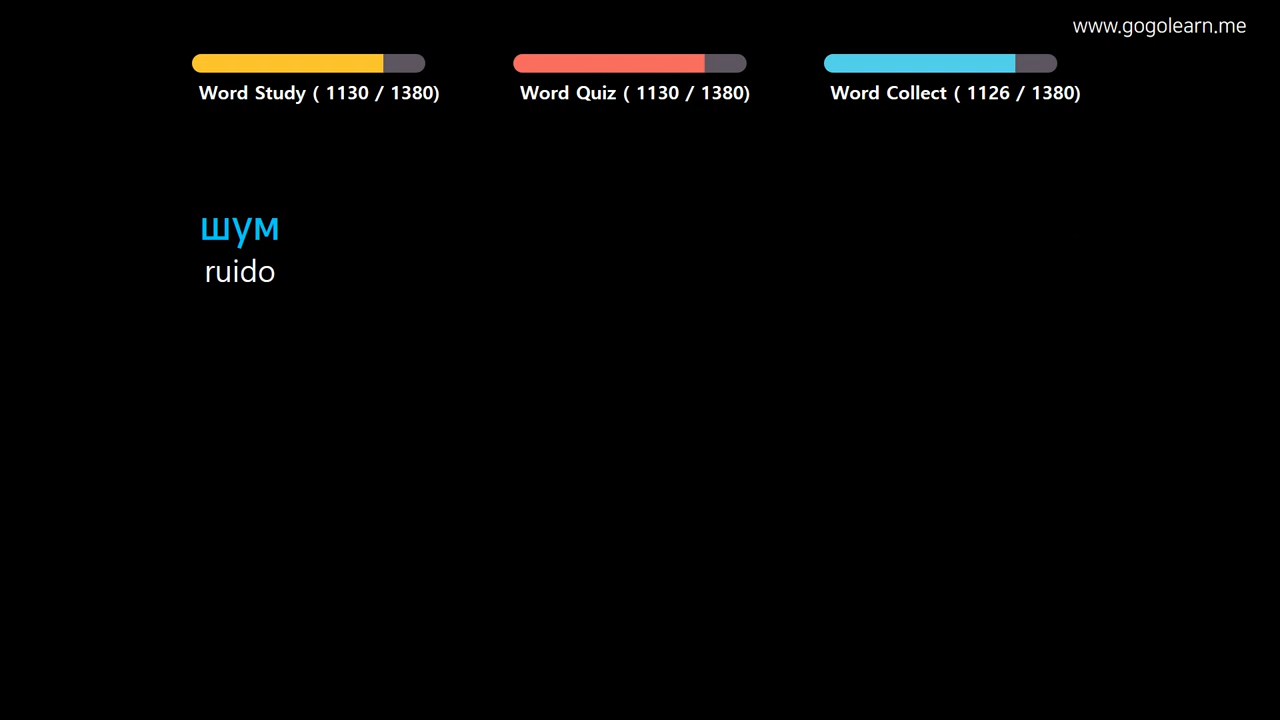 www.gogolearn.me
Word Study ( 1130 / 1380)
Word Quiz ( 1130 / 1380)
Word Collect ( 1126 / 1380)
шум
ruido